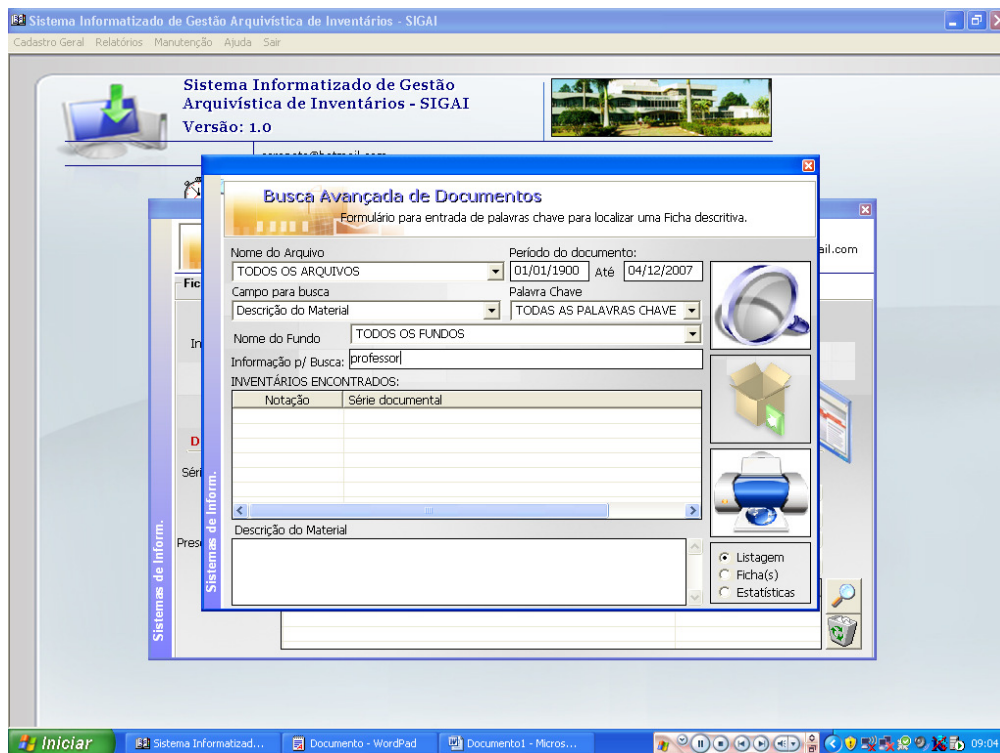 Sistema Informatizado de Gestão Arquivística de Inventários - SIGAI
Cadastro Geral Relatórios Manutenção Ajuda Sair
Sistema Informatizado de Gestão
Arquivística de Inventários - SIGAI
Versão: 1.0
Busca Avançada de Documentos
Formulário para entrada de palavras chave para localizar uma Ficha descritiva.
ail.com
Nome do Arquivo
Período do documento:
TODOS OS ARQUIVOS
01/01/1900 Até 04/12/2007
Fic
Campo para busca
Palavra Chave
Descrição do Material
TODAS AS PALAVRAS CHAVE
Nome do Fundo
TODOS OS FUNDOS
In
Informação p/ Busca: professor
INVENTÁRIOS ENCONTRADOS:
Notação Série documental
D
Séri
Descrição do Material
Pres
Listagem
Ficha(s)
Estatísticas
Sistemas de Inform.
Sistemas de Inform.
Iniciar
Sistema Informatizad...
Documento - WordPad
Documento1 - Micros...
09:04